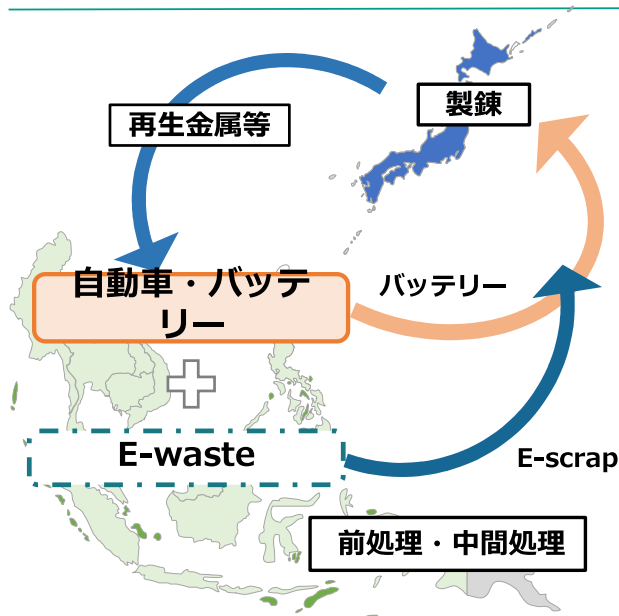 製錬
再生金属等
自動車・バッテ
リー
バッテリー
E-waste
E-scrap
前処理・中間処理